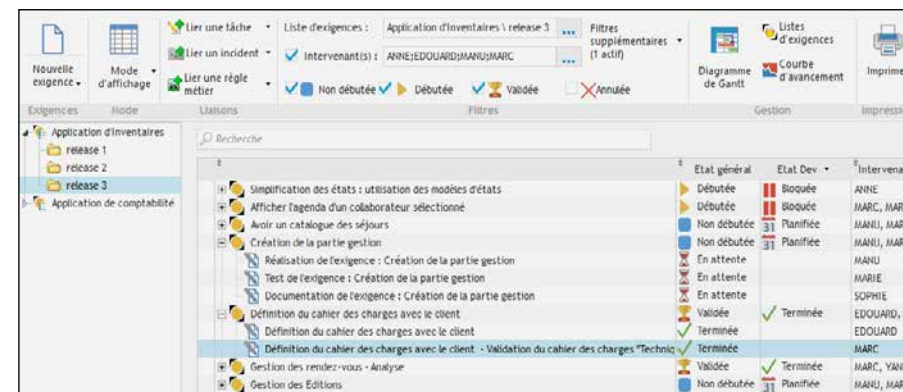 Nouvelle exigence
Mode d'affichage
Lier une tâche
Lier un incident
Lier une règle métier
Liste d'exigences : Application d'Inventaires \ release 3 ...
Intervenant(s) : ANNE;EDOUARD;MANU;MARC ...
Non débutée Débutée Validée Annulée
Filtres supplémentaires (1 actif)
Diagramme de Gantt
Listes d'exigences
Courbe d'avancement
Imprime
Exigences Mode Liaisons Filtres Gestion Impressi
Application d'Inventaires
release 1
release 2
release 3
Application de comptabilité
Recherche
Etat général Etat Dev Intervena
Simplification des états : utilisation des modèles d'états Débutée Bloquée ANNE
Afficher l'agenda d'un collaborateur sélectionné Débutée Bloquée MARC, MAR
Avoir un catalogue des séjours Non débutée 31 Planifiée MANU, MAR
Création de la partie gestion Non débutée 31 Planifiée MANU, MAR
Réalisation de l'exigence : Création de la partie gestion En attente MANU
Test de l'exigence : Création de la partie gestion En attente MARIE
Documentation de l'exigence : Création de la partie gestion En attente SOPHIE
Définition du cahier des charges avec le client Validée Terminée EDOUARD,
Définition du cahier des charges avec le client Terminée EDOUARD
Définition du cahier des charges avec le client - Validation du cahier des charges "Techniq Terminée MARC
Gestion des rendez-vous - Analyse Validée Terminée MARC, YAN
Gestion des Editions Non débutée 31 Planifiée MANU, MAR